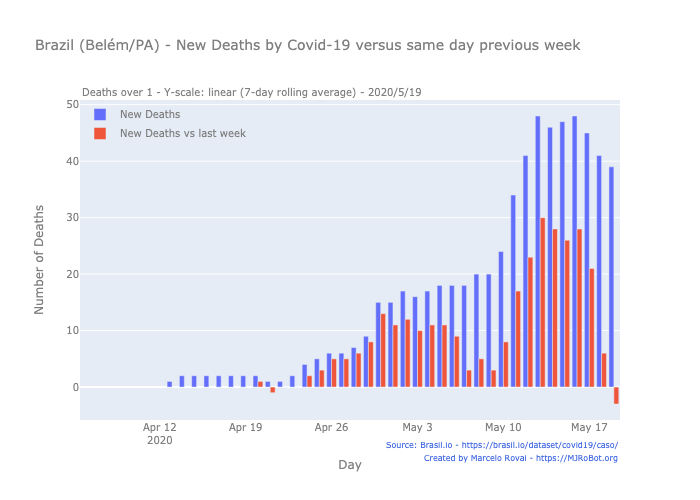 Brazil (Belém/PA) - New Deaths by Covid-19 versus same day previous week
Deaths over 1 - Y-scale: linear (7-day rolling average) - 2020/5/19
New Deaths
New Deaths vs last week
Number of Deaths
50
40
30
20
10
0
Apr 12 Apr 19 Apr 26 May 3 May 10 May 17
2020
Day
Source: Brasil.io - https://brasil.io/dataset/covid19/caso/
Created by Marcelo Rovai - https://MJRoBot.org